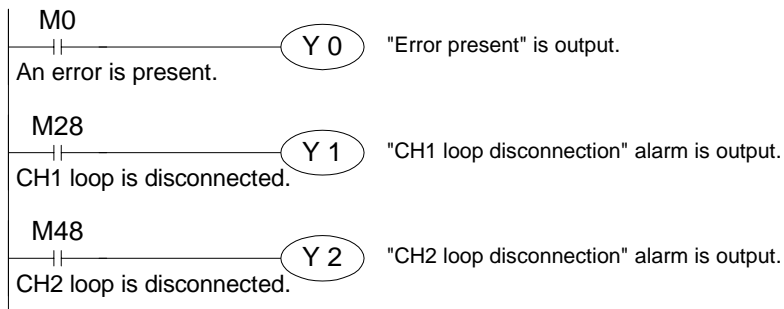 M0
Y 0 "Error present" is output.
An error is present.
M28
Y 1 "CH1 loop disconnection" alarm is output.
CH1 loop is disconnected.
M48
Y 2 "CH2 loop disconnection" alarm is output.
CH2 loop is disconnected.